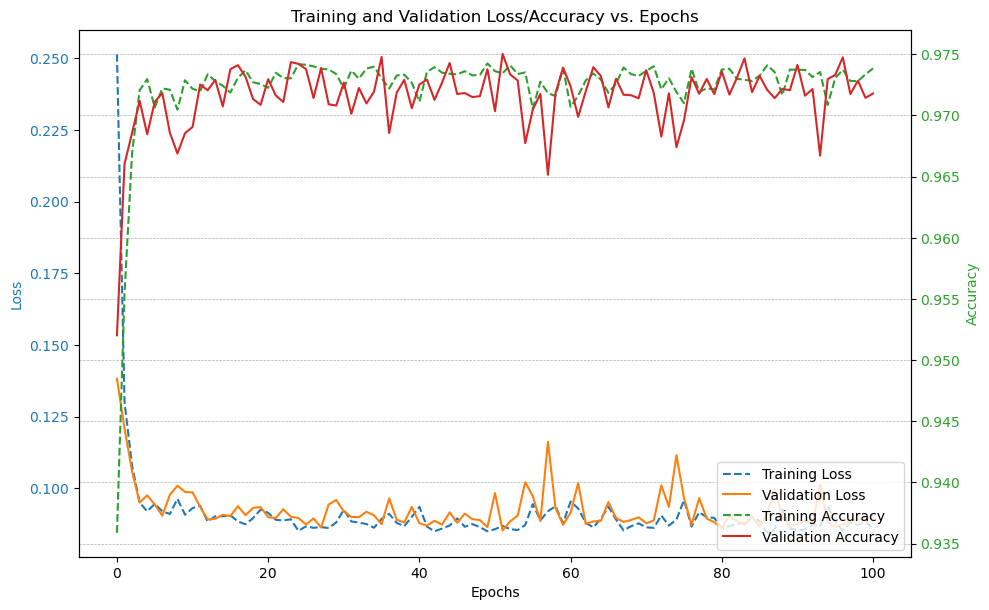 Training and Validation Loss/Accuracy vs. Epochs
0.250
0.225
0.200
0.175
0.150
0.125
0.100
Loss
0.975
0.970
0.965
0.960
0.955
0.950
0.945
0.940
0.935
Accuracy
Training Loss
Validation Loss
Training Accuracy
Validation Accuracy
0 20 40 60 80 100
Epochs